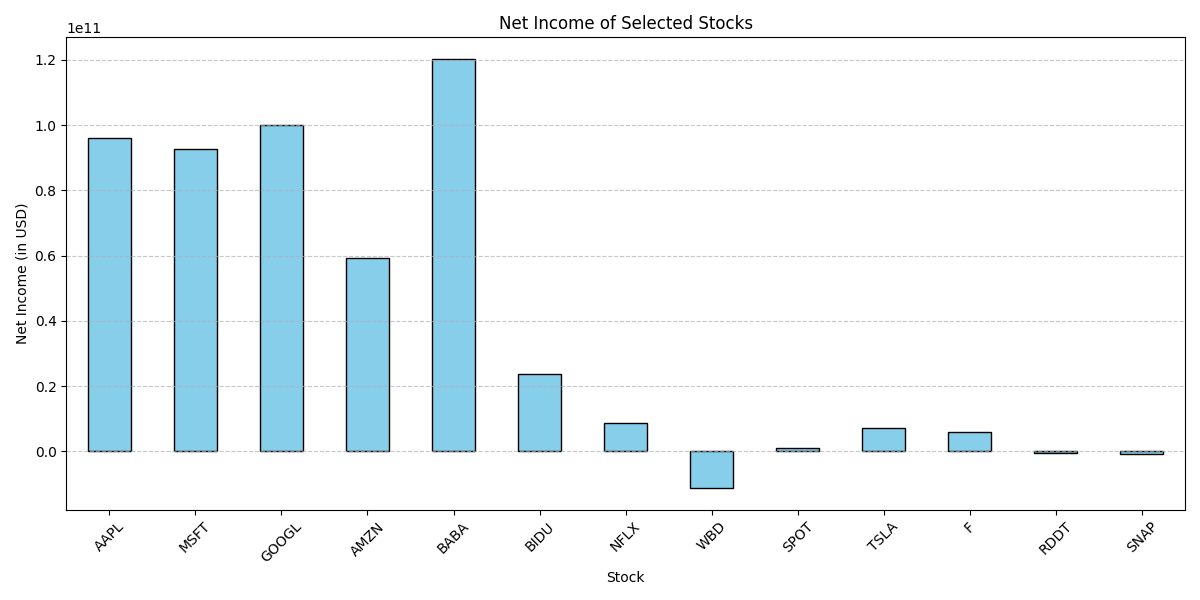 Net Income of Selected Stocks
1e11
1.2
1.0
0.8
0.6
0.4
0.2
0.0
Net Income (in USD)
AAPL
MSFT
GOOGL
AMZN
BABA
BIDU
NFLX
WBD
SPOT
TSLA
F
RDDT
SNAP
Stock